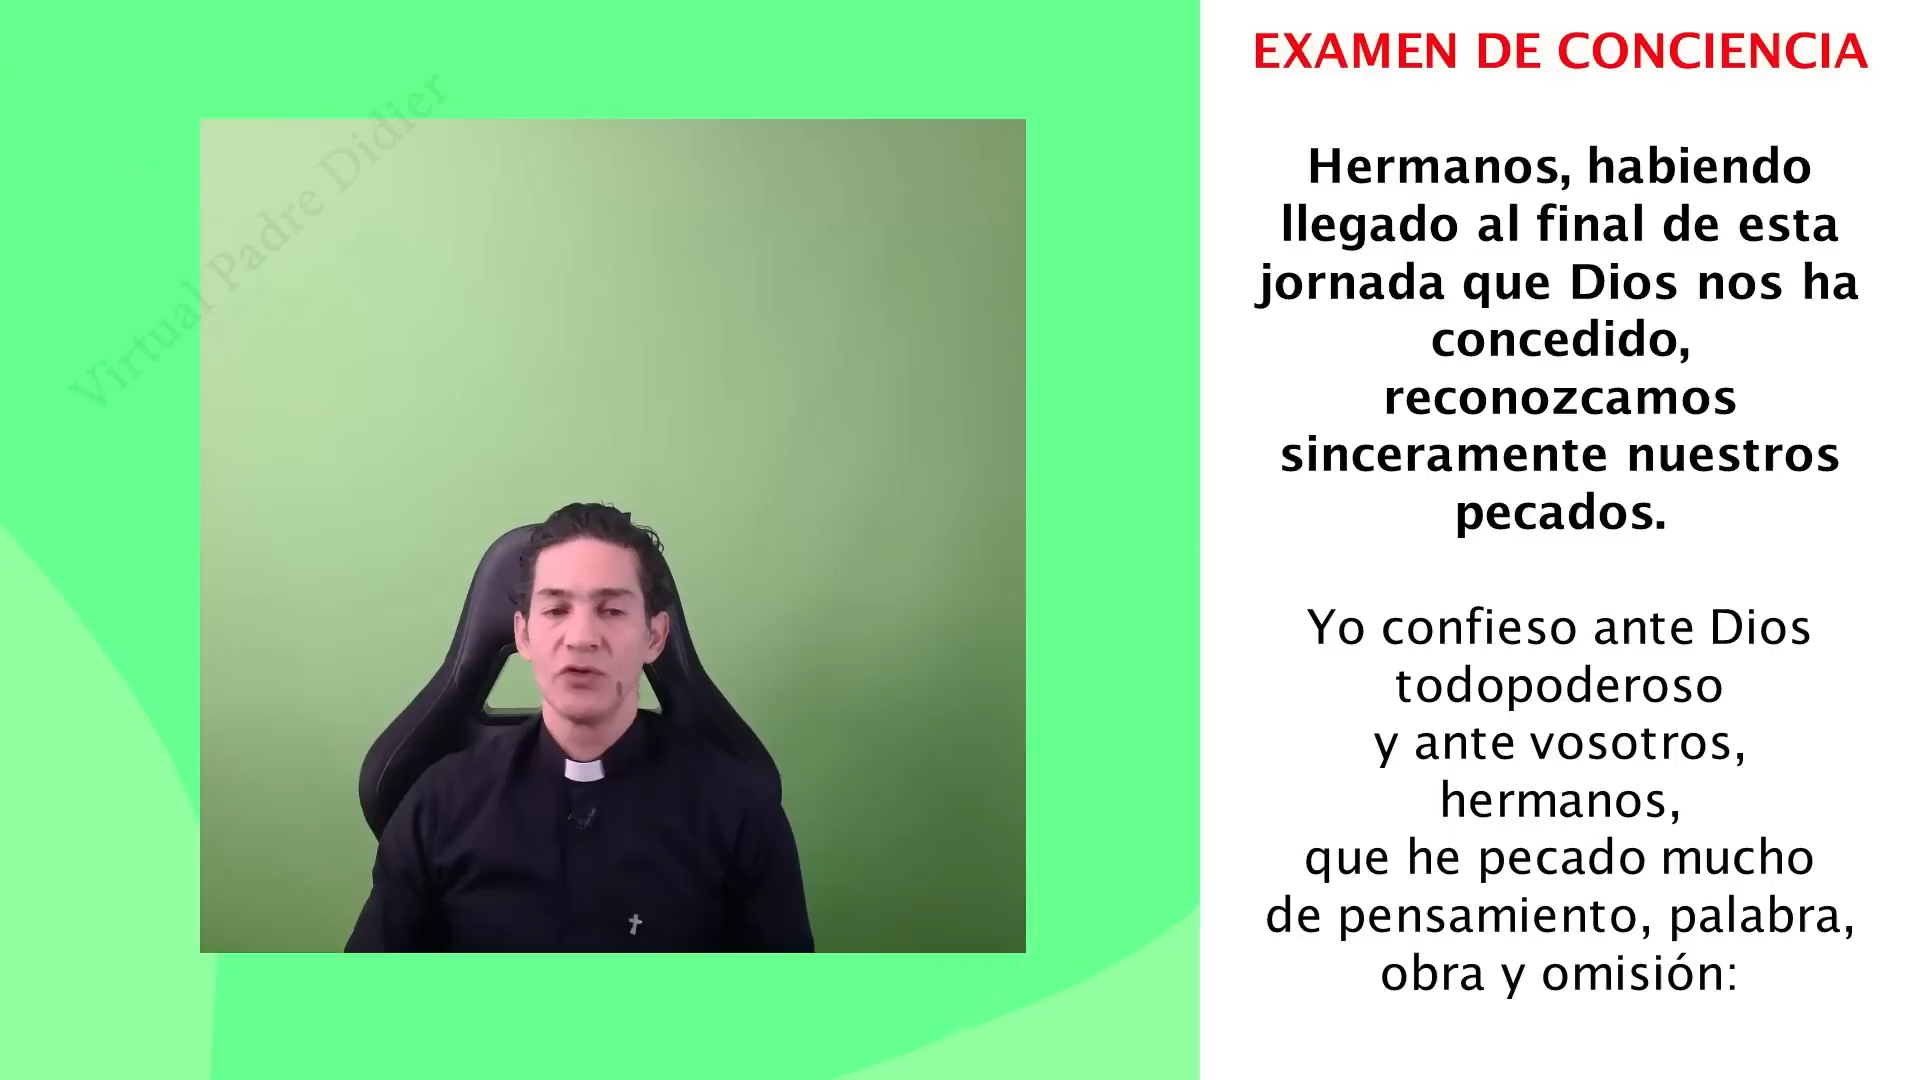 Virtual Padre Didier
EXAMEN DE CONCIENCIA
Hermanos, habiendo
llegado al final de esta
jornada que Dios nos ha
concedido,
reconozcamos
sinceramente nuestros
pecados.
Yo confieso ante Dios
todopoderoso
y ante vosotros,
hermanos,
que he pecado mucho
de pensamiento, palabra,
obra y omisión: